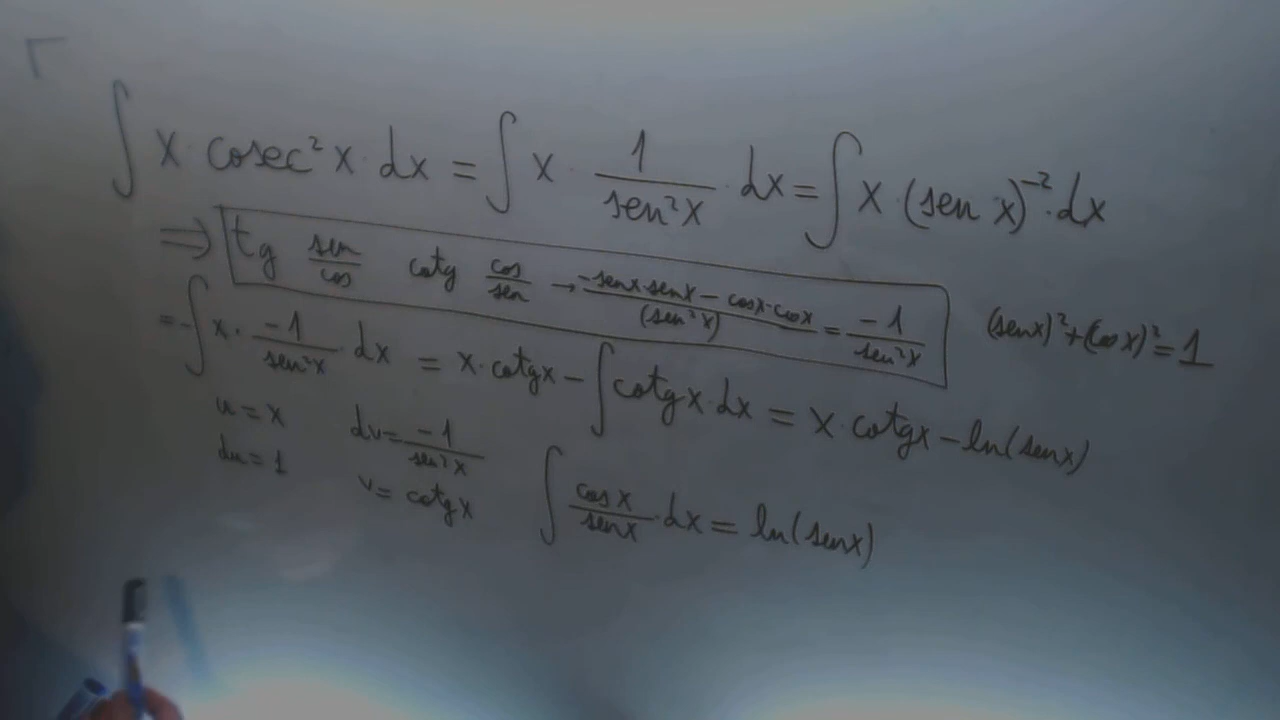 ∫ x cosec² x · dx = ∫ x · 1/sen²x · dx = ∫ x · (sen x)⁻² · dx
⇒ tg sen/cos cotg cos/sen → (-senx·senx - cosx·cosx)/(sen²x) = -1/sen²x (senx)² + (cosx)² = 1
= - ∫ x · -1/sen²x · dx = x · cotgx - ∫ cotgx · dx = x · cotgx - ln(senx)
u = x dv = -1/sen²x
du = 1 v = cotgx ∫ cosx/senx · dx = ln(senx)